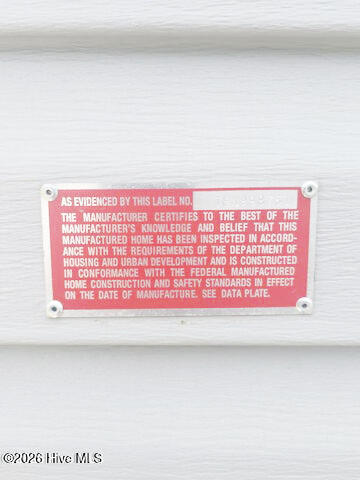 AS EVIDENCED BY THIS LABEL NO.
THE MANUFACTURER CERTIFIES TO THE BEST OF THE
MANUFACTURER'S KNOWLEDGE AND BELIEF THAT THIS
MANUFACTURED HOME HAS BEEN INSPECTED IN ACCORD-
ANCE WITH THE REQUIREMENTS OF THE DEPARTMENT OF
HOUSING AND URBAN DEVELOPMENT AND IS CONSTRUCTED
IN CONFORMANCE WITH THE FEDERAL MANUFACTURED
HOME CONSTRUCTION AND SAFETY STANDARDS IN EFFECT
ON THE DATE OF MANUFACTURE. SEE DATA PLATE.
©2026 Hive MLS